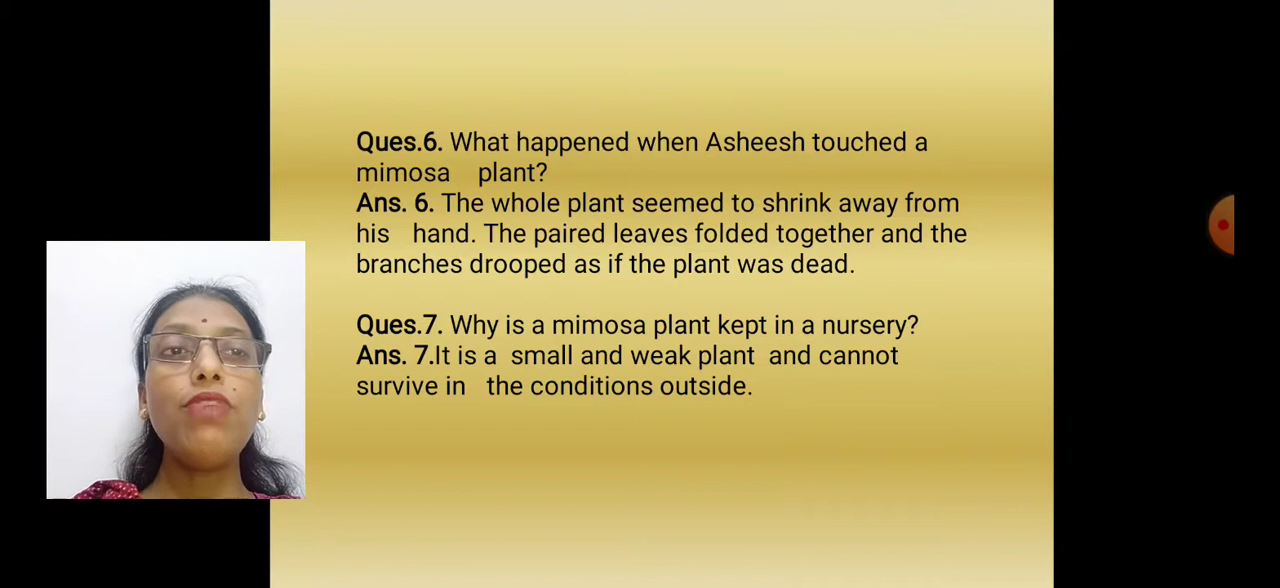 Ques.6. What happened when Asheesh touched a
mimosa plant?
Ans. 6. The whole plant seemed to shrink away from
his hand. The paired leaves folded together and the
branches drooped as if the plant was dead.
Ques.7. Why is a mimosa plant kept in a nursery?
Ans. 7.It is a small and weak plant and cannot
survive in the conditions outside.